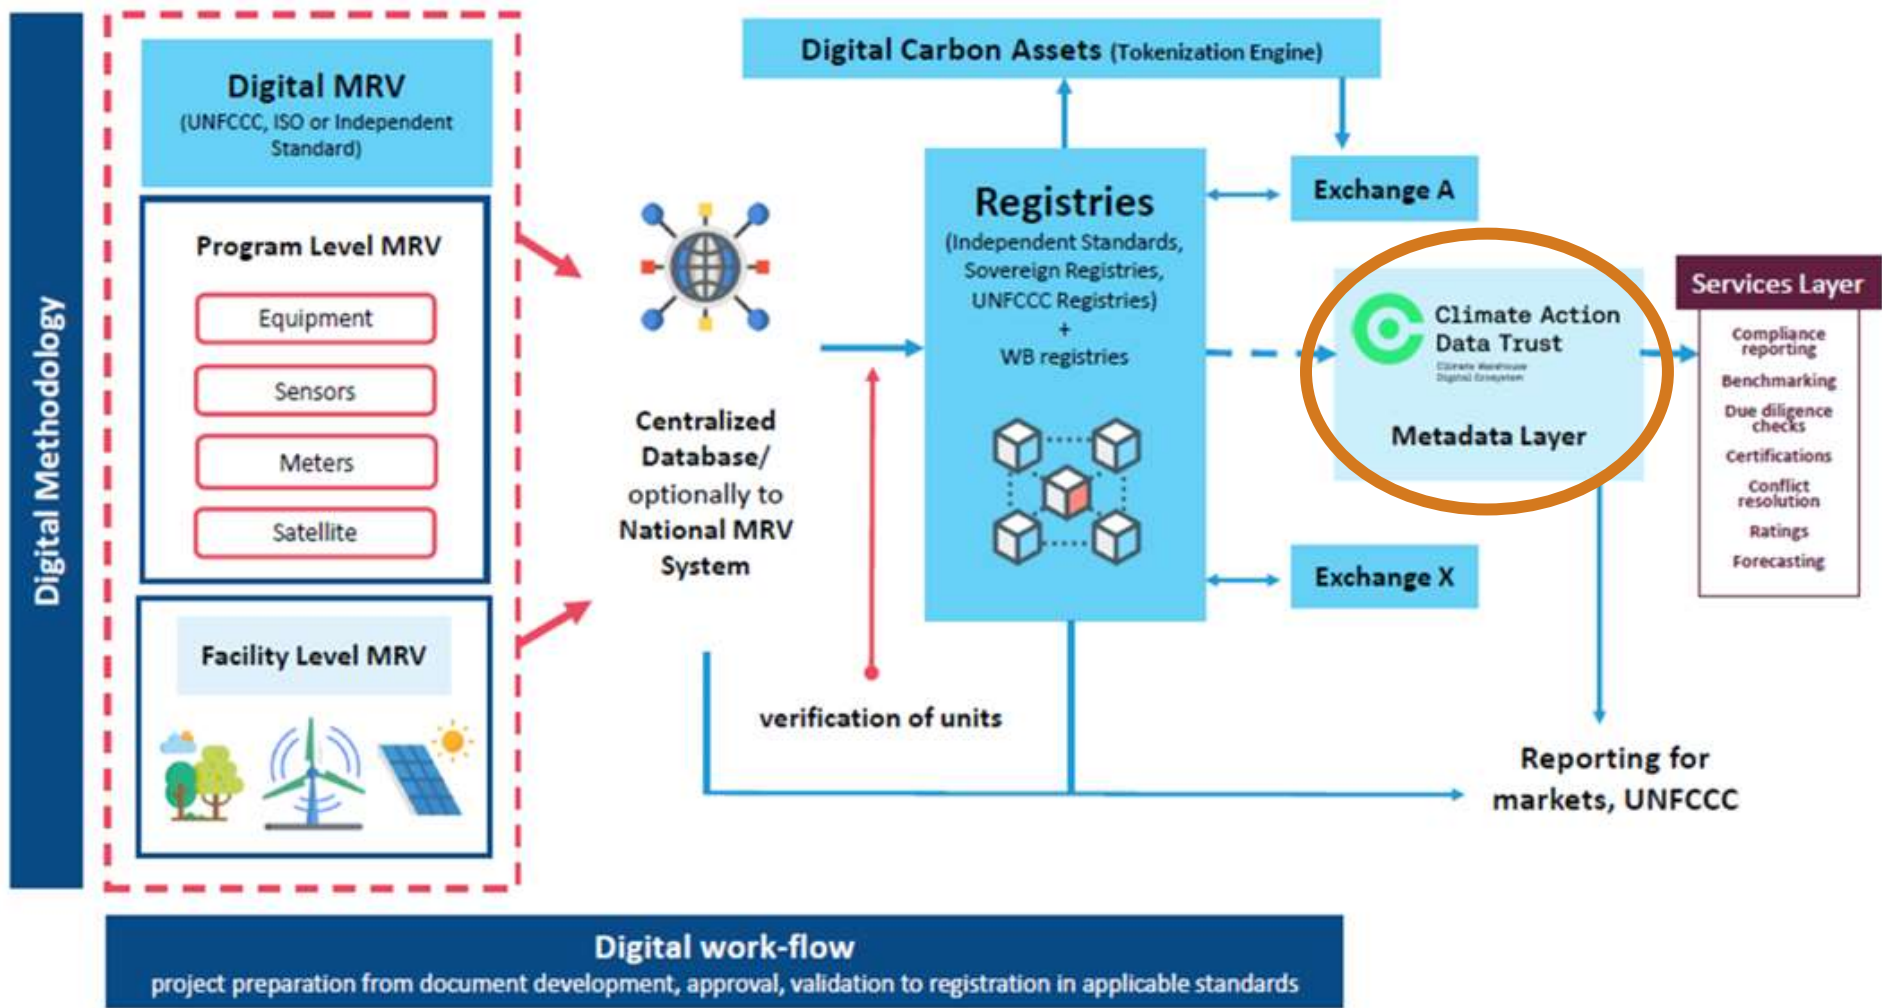 Digital Methodology
Digital MRV
(UNFCCC, ISO or Independent
Standard)
Program Level MRV
Equipment
Sensors
Meters
Satellite
Facility Level MRV
Centralized
Database/
optionally to
National MRV
System
verification of units
Digital Carbon Assets (Tokenization Engine)
Registries
(Independent Standards,
Sovereign Registries,
UNFCCC Registries)
+
WB registries
Exchange A
Climate Action
Data Trust
Climate Warehouse
Digital Ecosystem
Metadata Layer
Exchange X
Services Layer
Compliance
reporting
Benchmarking
Due diligence
checks
Certifications
Conflict
resolution
Ratings
Forecasting
Reporting for
markets, UNFCCC
Digital work-flow
project preparation from document development, approval, validation to registration in applicable standards